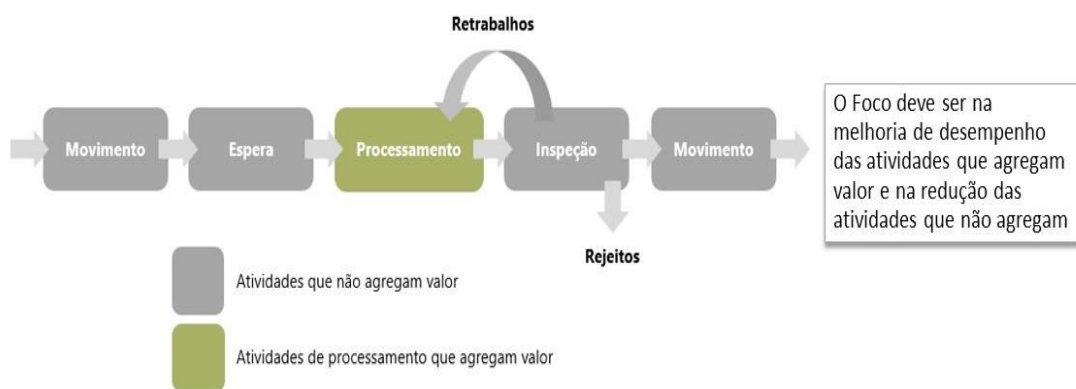 Retrabalhos
Movimento
Espera
Processamento
Inspeção
Movimento
O Foco deve ser na
melhoria de desempenho
das atividades que agregam
valor e na redução das
atividades que não agregam
Rejeitos
Atividades que não agregam valor
Atividades de processamento que agregam valor